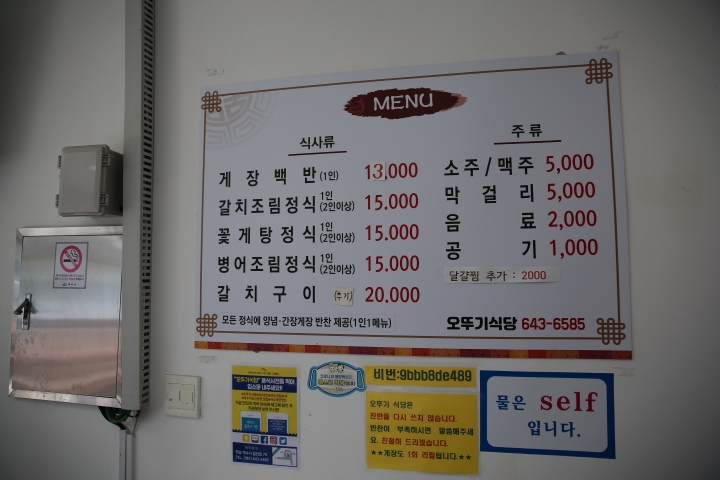 MENU
식사류
게장백반(1인) 13,000
갈치조림정식 1인(2인이상) 15.000
꽃게탕정식 1인(2인이상) 15.000
병어조림정식 1인(2인이상) 15.000
갈치구이 (추가) 20.000
모든 정식에 양념·간장게장 반찬 제공(1인1메뉴)
주류
소주/맥주 5,000
막걸리 5,000
음료 2,000
공기 1,000
달걀찜 추가 : 2000
오뚜기식당 643-6585
비번:9bbb8de489
오뚜기 식당은
잔반을 다시 쓰지 않습니다.
반찬이 부족하시면 말씀해주세
요. 친절히 드리겠습니다.
★★게장도 1회 리필됩니다.★★
물은 self
입니다.